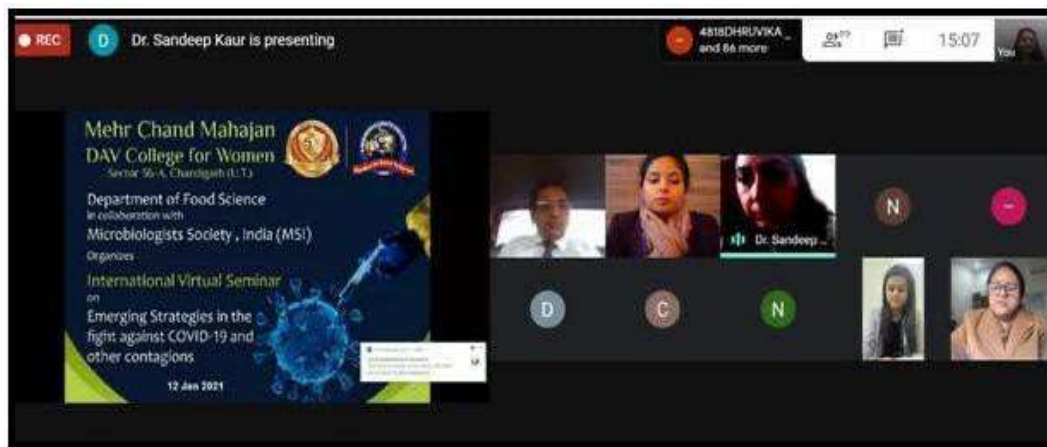 REC
D
Dr. Sandeep Kaur is presenting
4818DHRUVIKA _
and 86 more
15:07
You
Mehr Chand Mahajan
DAV College for Women
Sector 36-A, Chandigarh (U.T.)
Department of Food Science
in collaboration with
Microbiologists Society , India (MSI)
Organizes
International Virtual Seminar
on
Emerging Strategies in the
fight against COVID-19 and
other contagions
12 Jan 2021
Dr. Sandeep ...
N
-
D
C
N